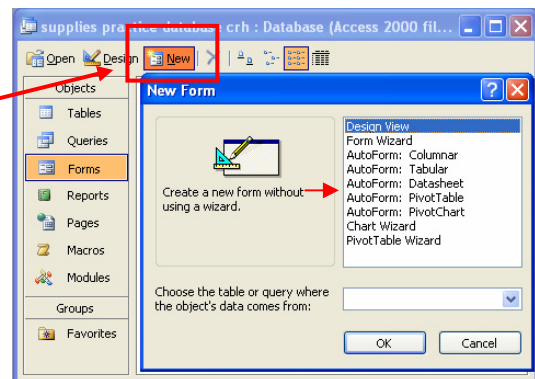 supplies practice database crh : Database (Access 2000 fil...
Open Design New
Objects
Tables
Queries
Forms
Reports
Pages
Macros
Modules
Groups
Favorites
New Form
Create a new form without
using a wizard.
Design View
Form Wizard
AutoForm: Columnar
AutoForm: Tabular
AutoForm: Datasheet
AutoForm: PivotTable
AutoForm: PivotChart
Chart Wizard
PivotTable Wizard
Choose the table or query where
the object's data comes from:
OK Cancel